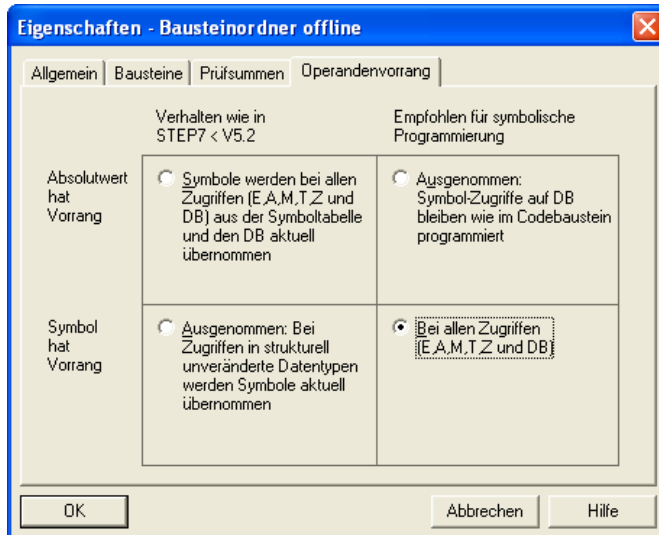 Eigenschaften - Bausteinordner offline
Allgemein
Bausteine
Prüfsummen
Operandenvorrang
Verhalten wie in
STEP7 < V5.2
Empfohlen für symbolische
Programmierung
Absolutwert
hat
Vorrang
Symbole werden bei allen
Zugriffen (E,A,M,T,Z und
DB) aus der Symboltabelle
und den DB aktuell
übernommen
Ausgenommen:
Symbol-Zugriffe auf DB
bleiben wie im Codebaustein
programmiert
Symbol
hat
Vorrang
Ausgenommen: Bei
Zugriffen in strukturell
unveränderte Datentypen
werden Symbole aktuell
übernommen
Bei allen Zugriffen
(E,A,M,T,Z und DB)
OK
Abbrechen
Hilfe